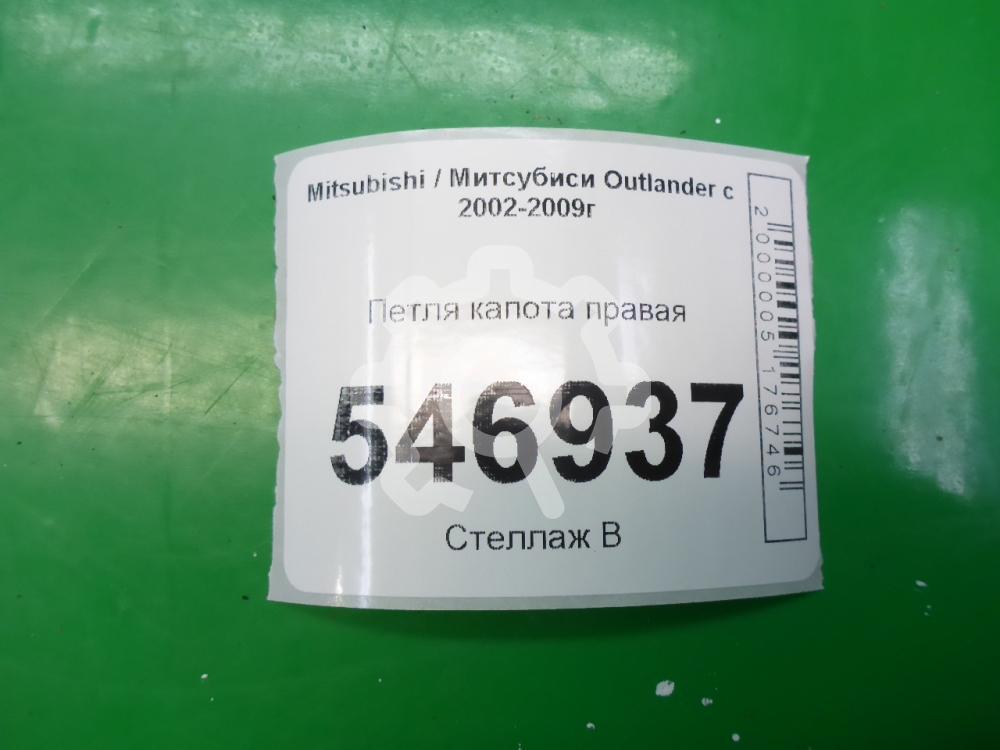 Mitsubishi / Митсубиси Outlander с
2002-2009г
Петля капота правая
546937
Стеллаж В
2000005176746